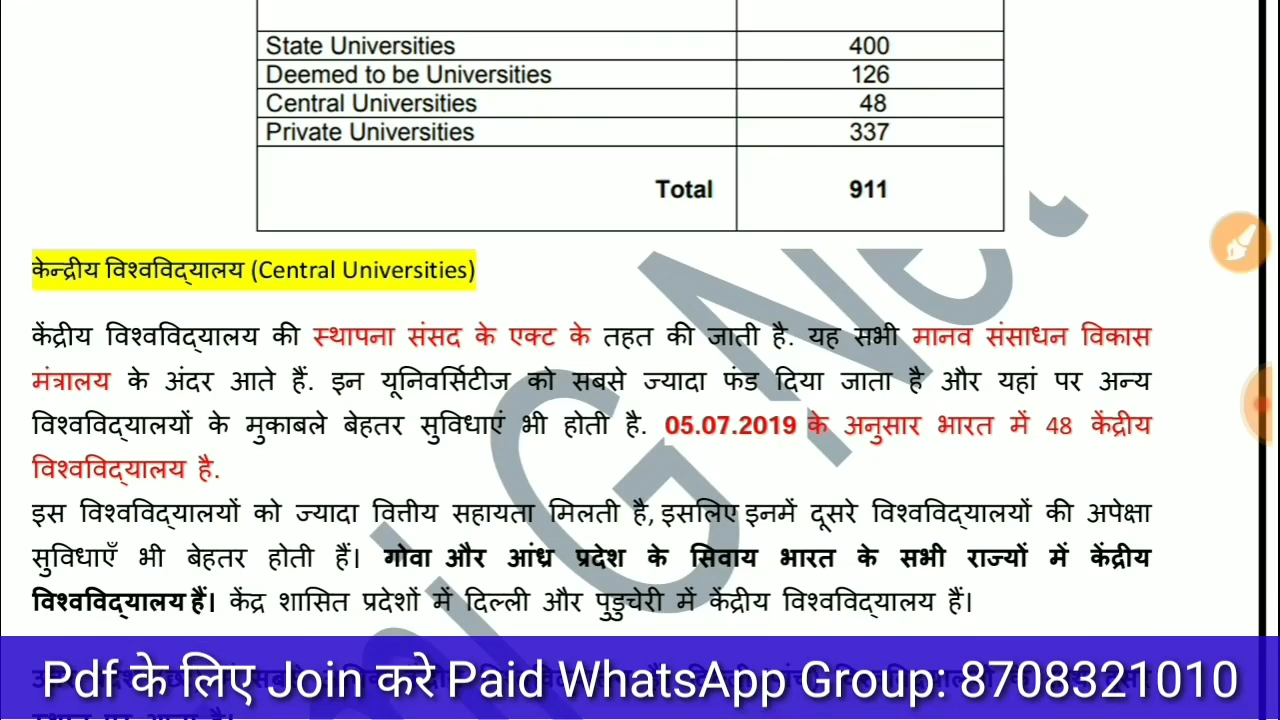 State Universities 400
Deemed to be Universities 126
Central Universities 48
Private Universities 337
Total 911
केन्द्रीय विश्वविद्यालय (Central Universities)
केंद्रीय विश्वविद्यालय की स्थापना संसद के एक्ट के तहत की जाती है. यह सभी मानव संसाधन विकास
मंत्रालय के अंदर आते हैं. इन यूनिवर्सिटीज को सबसे ज्यादा फंड दिया जाता है और यहां पर अन्य
विश्वविद्यालयों के मुकाबले बेहतर सुविधाएं भी होती है. 05.07.2019 के अनुसार भारत में 48 केंद्रीय
विश्वविद्यालय है.
इस विश्वविद्यालयों को ज्यादा वित्तीय सहायता मिलती है, इसलिए इनमें दूसरे विश्वविद्यालयों की अपेक्षा
सुविधाएँ भी बेहतर होती हैं। गोवा और आंध्र प्रदेश के सिवाय भारत के सभी राज्यों में केंद्रीय
विश्वविद्यालय हैं। केंद्र शासित प्रदेशों में दिल्ली और पुडुचेरी में केंद्रीय विश्वविद्यालय हैं।
Pdf के लिए Join करे Paid WhatsApp Group: 8708321010